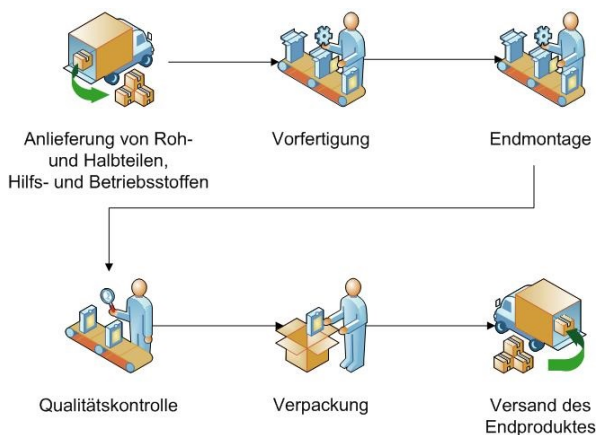 Anlieferung von Roh-
und Halbteilen,
Hilfs- und Betriebsstoffen
Vorfertigung
Endmontage
Qualitätskontrolle
Verpackung
Versand des
Endproduktes